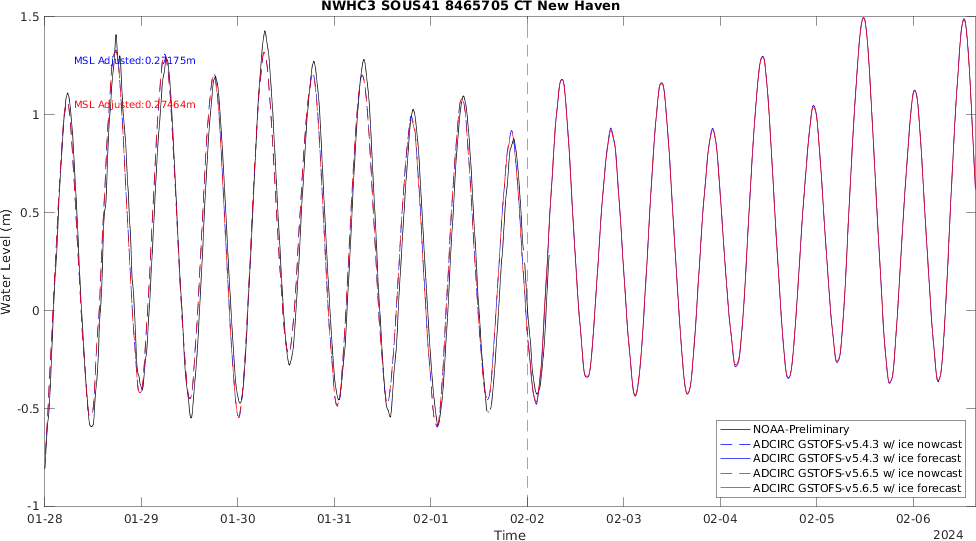 NWHC3 SOUS41 8465705 CT New Haven
1.5
MSL Adjusted:0.27175m
MSL Adjusted:0.27464m
1
0.5
Water Level (m)
0
-0.5
NOAA-Preliminary
ADCIRC GSTOFS-v5.4.3 w/ ice nowcast
ADCIRC GSTOFS-v5.4.3 w/ ice forecast
ADCIRC GSTOFS-v5.6.5 w/ ice nowcast
ADCIRC GSTOFS-v5.6.5 w/ ice forecast
-1
01-28 01-29 01-30 01-31 02-01 02-02 02-03 02-04 02-05 02-06
Time
2024